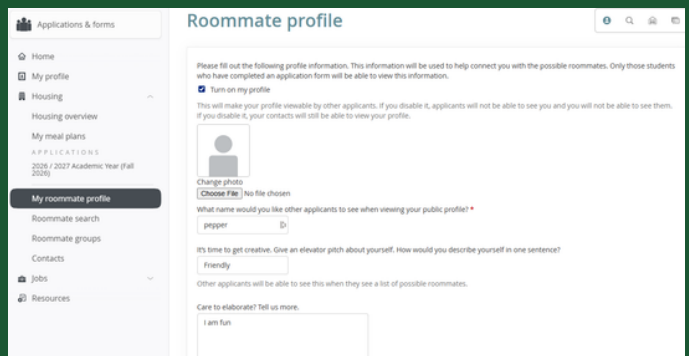 Applications & forms
Home
My profile
Housing
Housing overview
My meal plans
APPLICATIONS
2026 / 2027 Academic Year (Fall
2026)
My roommate profile
Roommate search
Roommate groups
Contacts
Jobs
Resources
Roommate profile
Please fill out the following profile information. This information will be used to help connect you with the possible roommates. Only those students
who have completed an application form will be able to view this information.
Turn on my profile
This will make your profile viewable by other applicants. If you disable it, applicants will not be able to see you and you will not be able to see them.
If you disable it, your contacts will still be able to view your profile.
Change photo
Choose File No file chosen
What name would you like other applicants to see when viewing your public profile? *
pepper
It's time to get creative. Give an elevator pitch about yourself. How would you describe yourself in one sentence?
Friendly
Other applicants will be able to see this when they see a list of possible roommates.
Care to elaborate? Tell us more.
I am fun